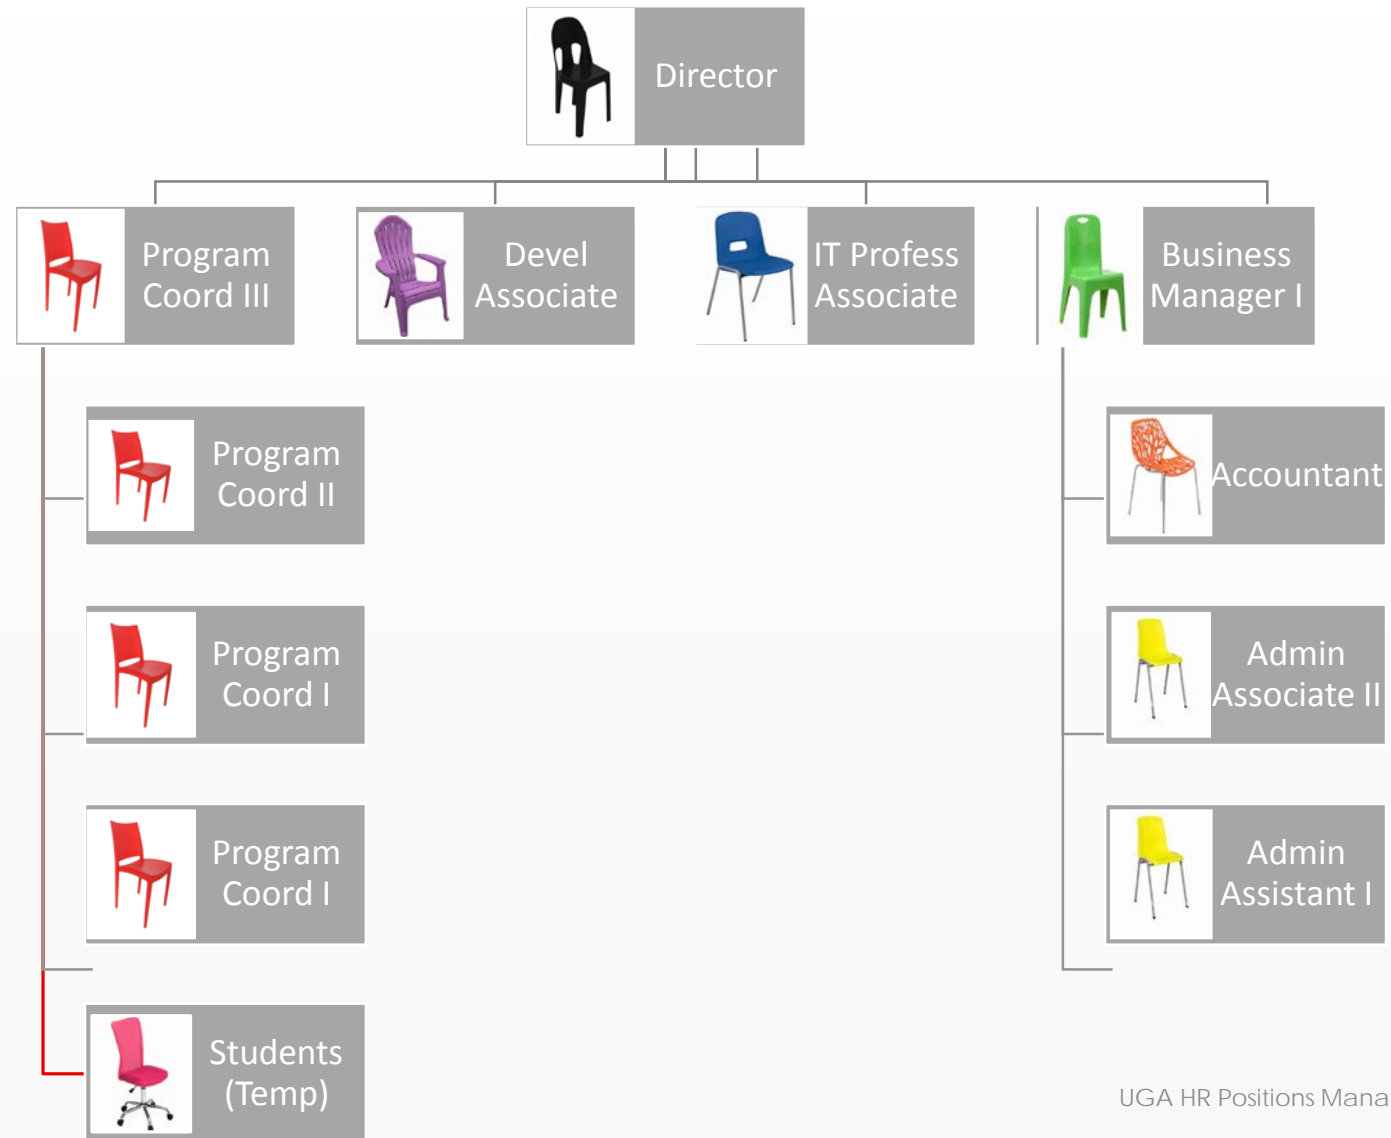 Director
Program
Coord III
Devel
Associate
IT Profess
Associate
Business
Manager I
Program
Coord II
Accountant
Program
Coord I
Admin
Associate II
Program
Coord I
Admin
Assistant I
Students
(Temp)
UGA HR Positions Mana